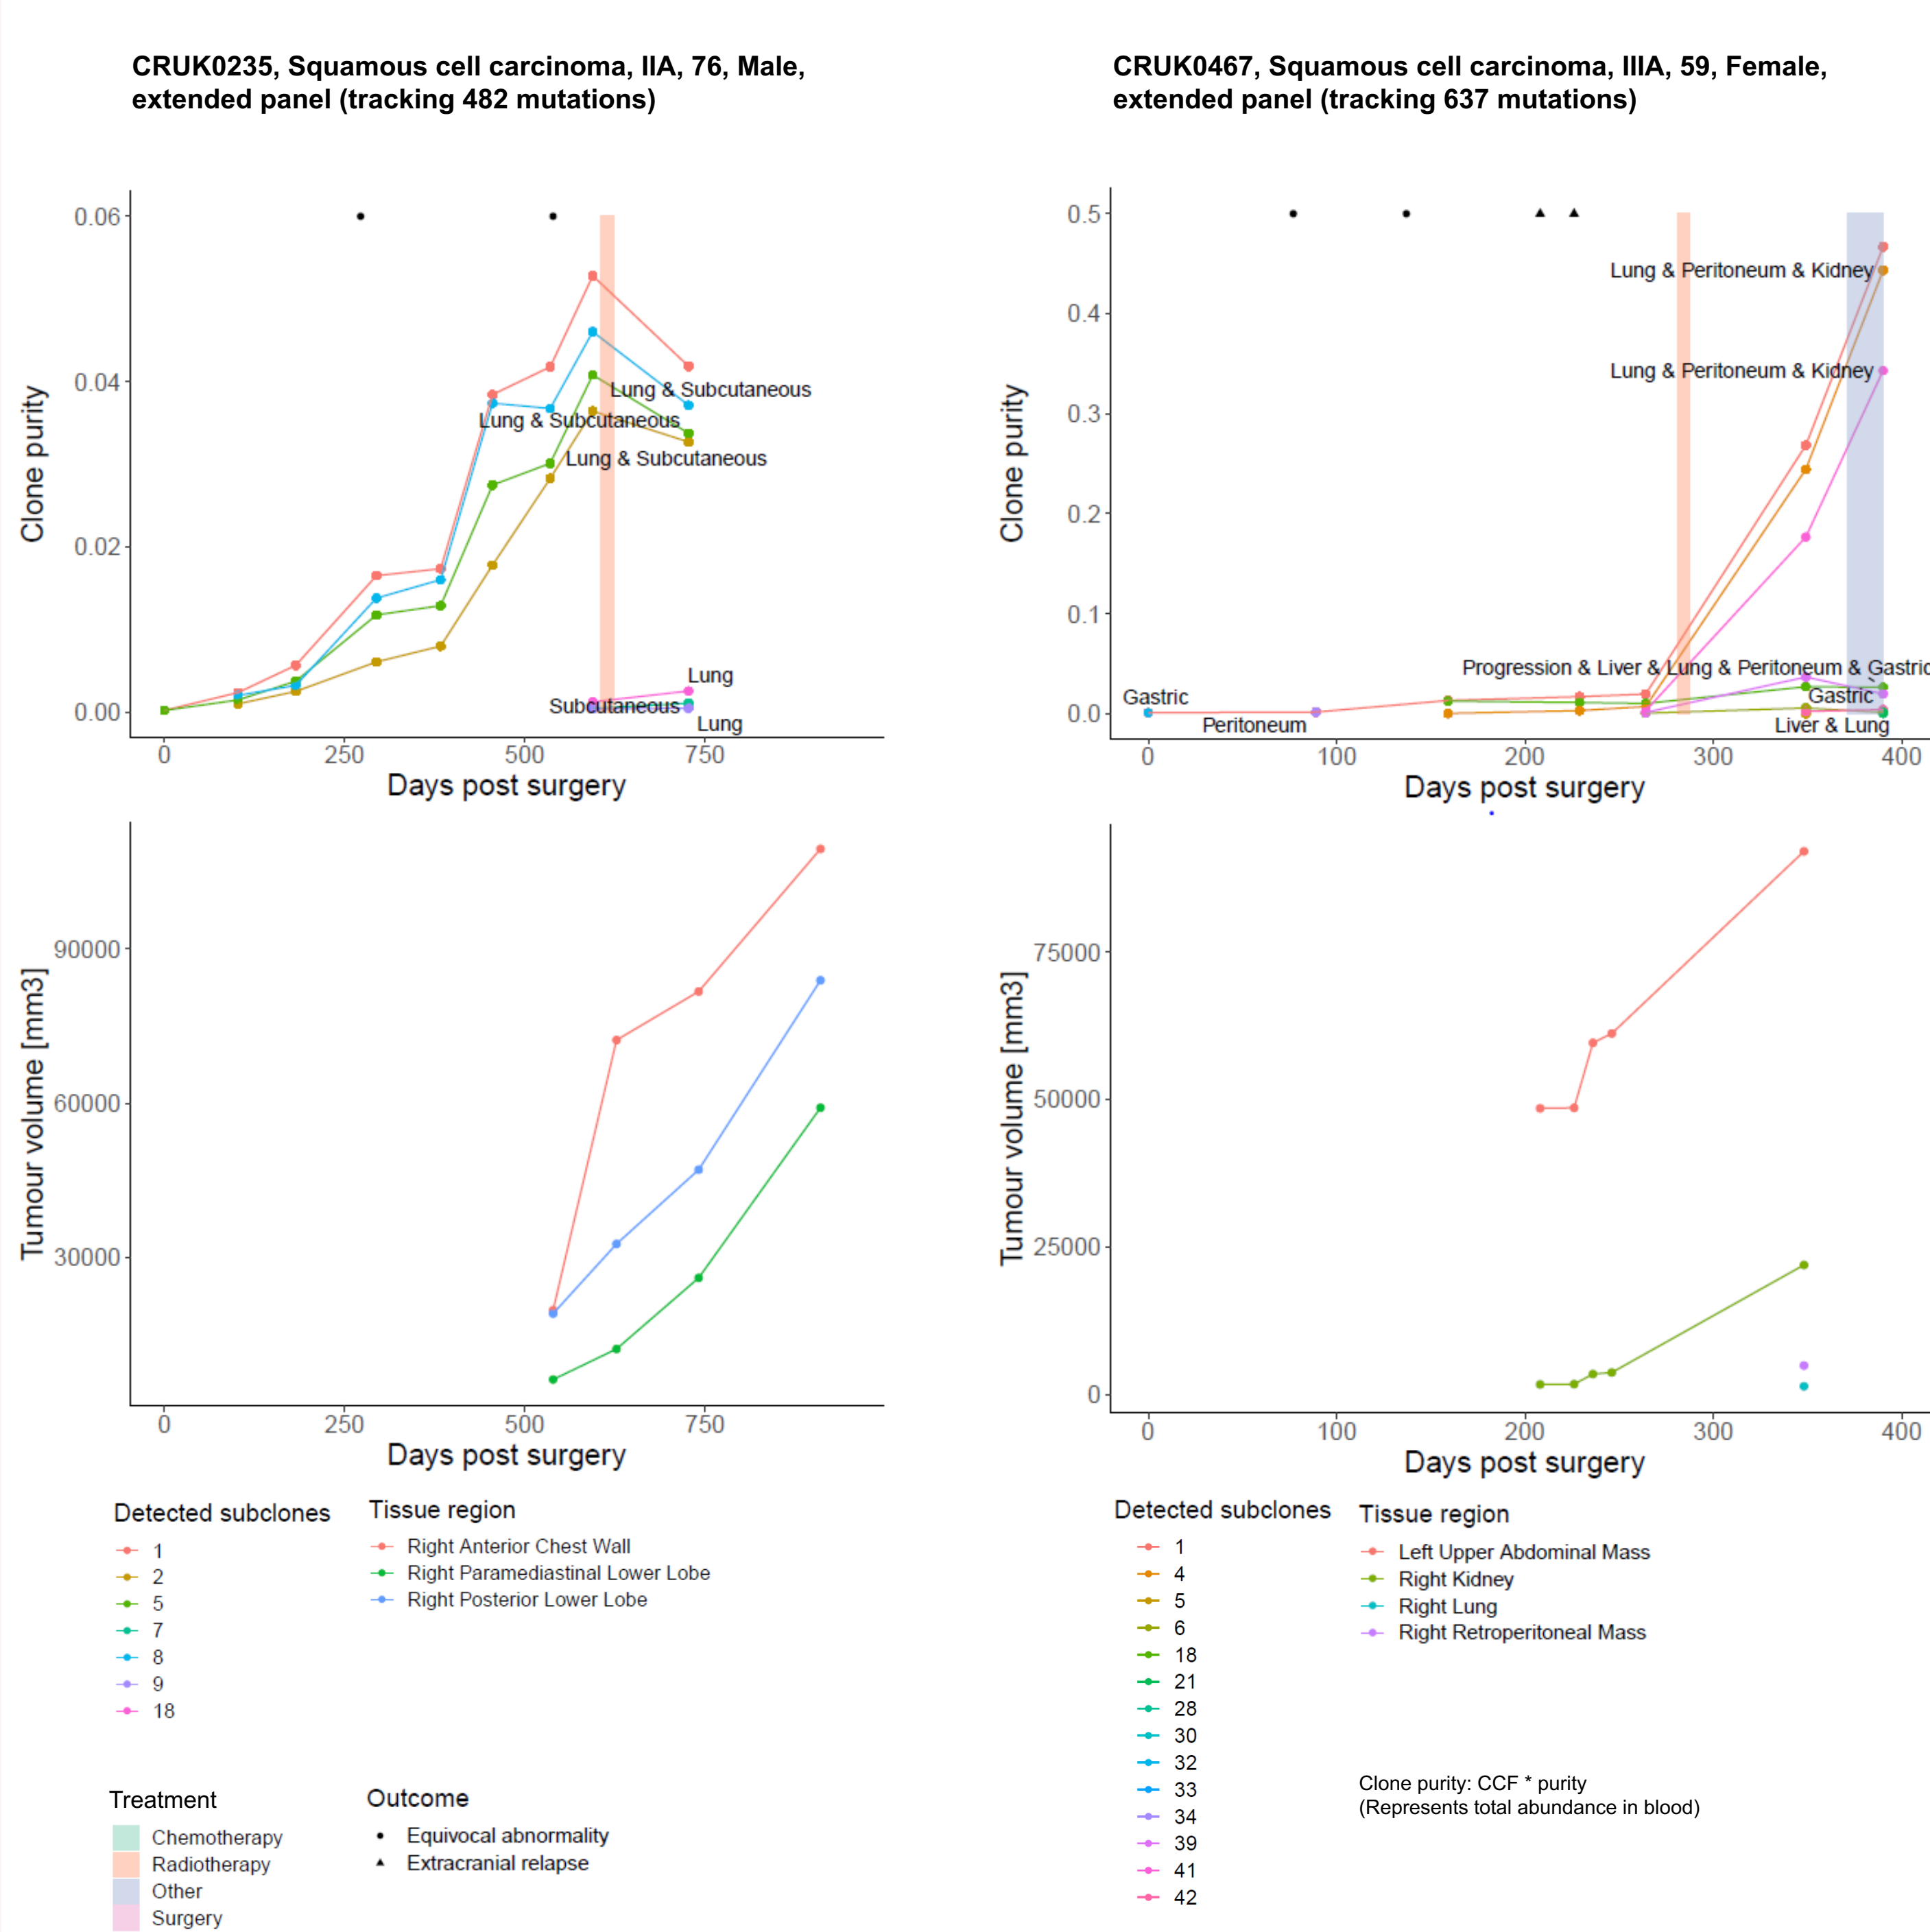 CRUK0235, Squamous cell carcinoma, IIA, 76, Male,
extended panel (tracking 482 mutations)
CRUK0467, Squamous cell carcinoma, IIIA, 59, Female,
extended panel (tracking 637 mutations)
Clone purity
0.06
0.04
0.02
0.00
Lung & Subcutaneous
Lung & Subcutaneous
Lung & Subcutaneous
Lung
Subcutaneous
Lung
0 250 500 750
Days post surgery
Clone purity
0.5
0.4
0.3
0.2
0.1
0.0
Lung & Peritoneum & Kidney
Lung & Peritoneum & Kidney
Progression & Liver & Lung & Peritoneum & Gastric
Gastric
Gastric
Peritoneum
Liver & Lung
0 100 200 300 400
Days post surgery
Tumour volume [mm3]
90000
60000
30000
0 250 500 750
Days post surgery
Tumour volume [mm3]
75000
50000
25000
0
0 100 200 300 400
Days post surgery
Detected subclones
1
2
5
7
8
9
18
Tissue region
Right Anterior Chest Wall
Right Paramediastinal Lower Lobe
Right Posterior Lower Lobe
Treatment
Chemotherapy
Radiotherapy
Other
Surgery
Outcome
Equivocal abnormality
Extracranial relapse
Detected subclones
1
4
5
6
18
21
28
30
32
33
34
39
41
42
Tissue region
Left Upper Abdominal Mass
Right Kidney
Right Lung
Right Retroperitoneal Mass
Clone purity: CCF * purity
(Represents total abundance in blood)